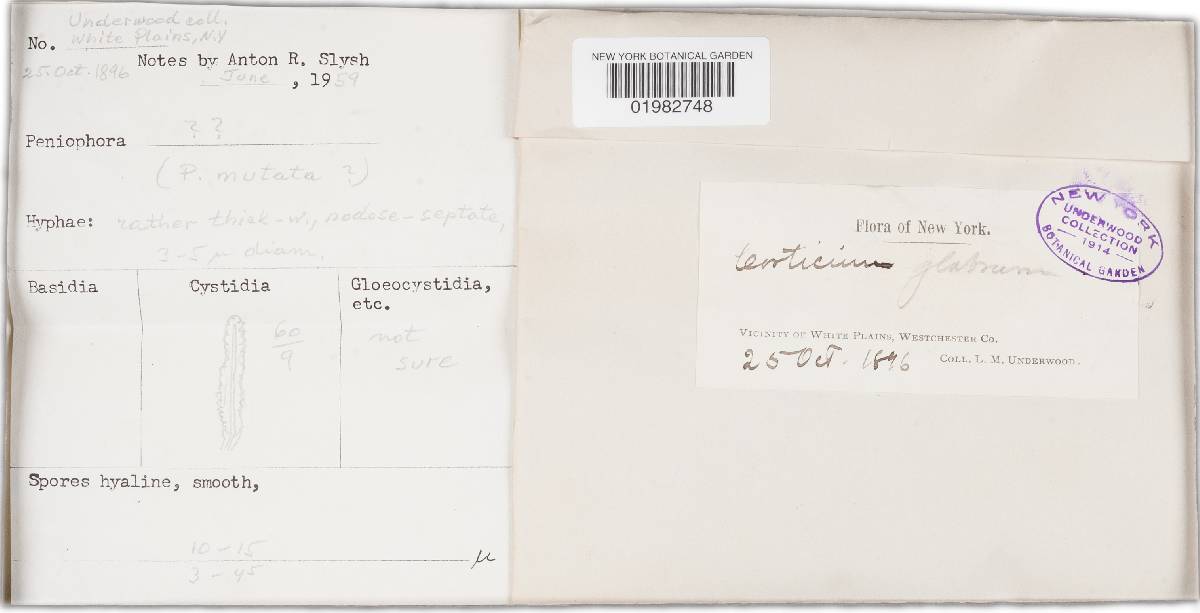 No. Underwood coll.
White Plains, N.Y
25. Oct. 1896
Notes by Anton R. Slysh
June, 1959
Peniophora ? ?
(P. mutata ?)
Hyphae: rather thick-w., nodose-septate,
3-5 μ diam.
Basidia
Cystidia
60
9
Gloeocystidia,
etc.
not
sure
Spores hyaline, smooth,
10-15
3-45
μ
NEW YORK BOTANICAL GARDEN
01982748
Flora of New York.
Corticium glabrum
VICINITY OF WHITE PLAINS, WESTCHESTER CO.
25 Oct. 1896 COLL. L. M. UNDERWOOD.
NEW YORK
UNDERWOOD
COLLECTION
- 1914 -
BOTANICAL GARDEN